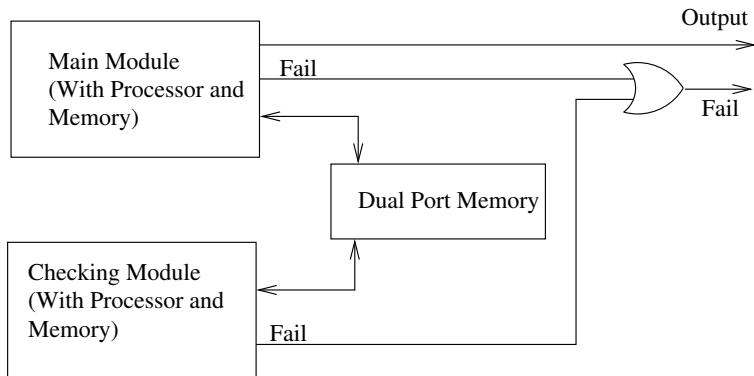 Output
Main Module
(With Processor and
Memory)
Fail
Fail
Dual Port Memory
Checking Module
(With Processor and
Memory)
Fail